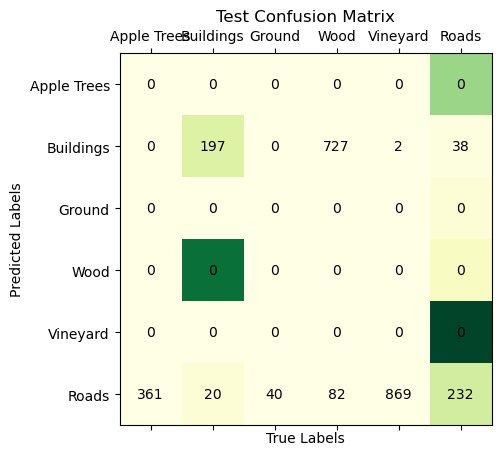 Test Confusion Matrix
Apple Trees Buildings Ground Wood Vineyard Roads
Apple Trees 0 0 0 0 0 0
Buildings 0 197 0 727 2 38
Ground 0 0 0 0 0 0
Wood 0 0 0 0 0 0
Vineyard 0 0 0 0 0 0
Roads 361 20 40 82 869 232
Predicted Labels
True Labels